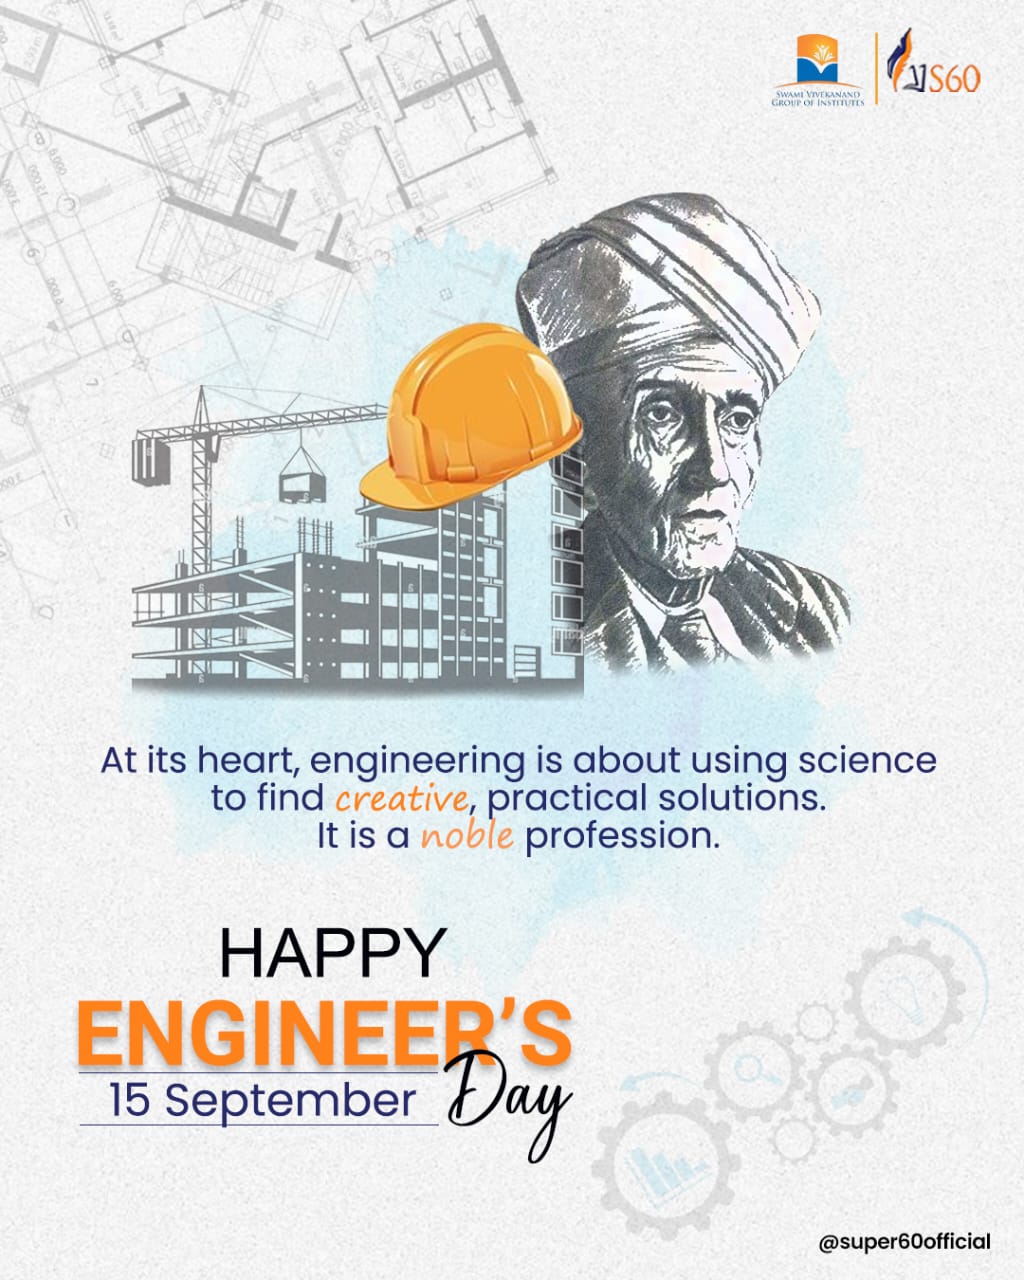 SWAMI VIVEKANAND
GROUP OF INSTITUTES
S60
At its heart, engineering is about using science
to find creative, practical solutions.
It is a noble profession.
HAPPY
ENGINEER'S
15 September Day
@super60official